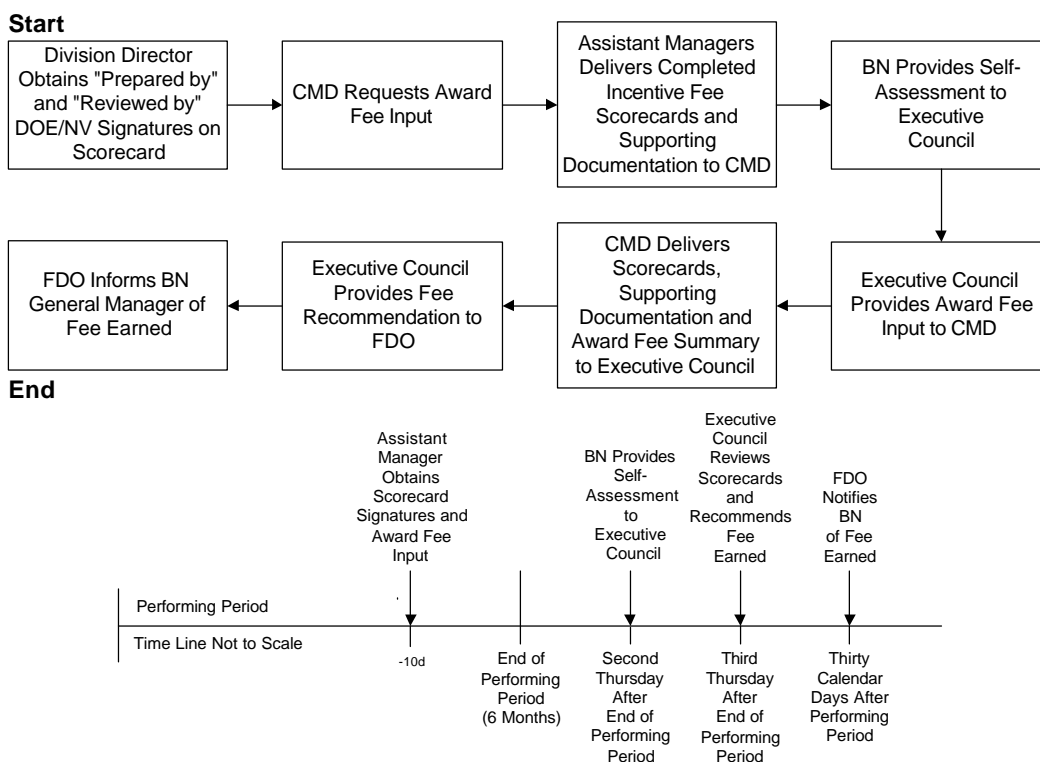 Start
Division Director
Obtains "Prepared by"
and "Reviewed by"
DOE/NV Signatures on
Scorecard
CMD Requests Award
Fee Input
Assistant Managers
Delivers Completed
Incentive Fee
Scorecards and
Supporting
Documentation to CMD
BN Provides Self-
Assessment to
Executive
Council
FDO Informs BN
General Manager of
Fee Earned
Executive Council
Provides Fee
Recommendation to
FDO
CMD Delivers
Scorecards,
Supporting
Documentation and
Award Fee Summary
to Executive Council
Executive Council
Provides Award Fee
Input to CMD
End
Assistant
Manager
Obtains
Scorecard
Signatures and
Award Fee
Input
BN Provides
Self-
Assessment
to
Executive
Council
Executive
Council
Reviews
Scorecards
and
Recommends
Fee
Earned
FDO
Notifies
BN
of Fee
Earned
Performing Period
Time Line Not to Scale
-10d
End of
Performing
Period
(6 Months)
Second
Thursday
After
End of
Performing
Period
Third
Thursday
After
End of
Performing
Period
Thirty
Calendar
Days After
Performing
Period